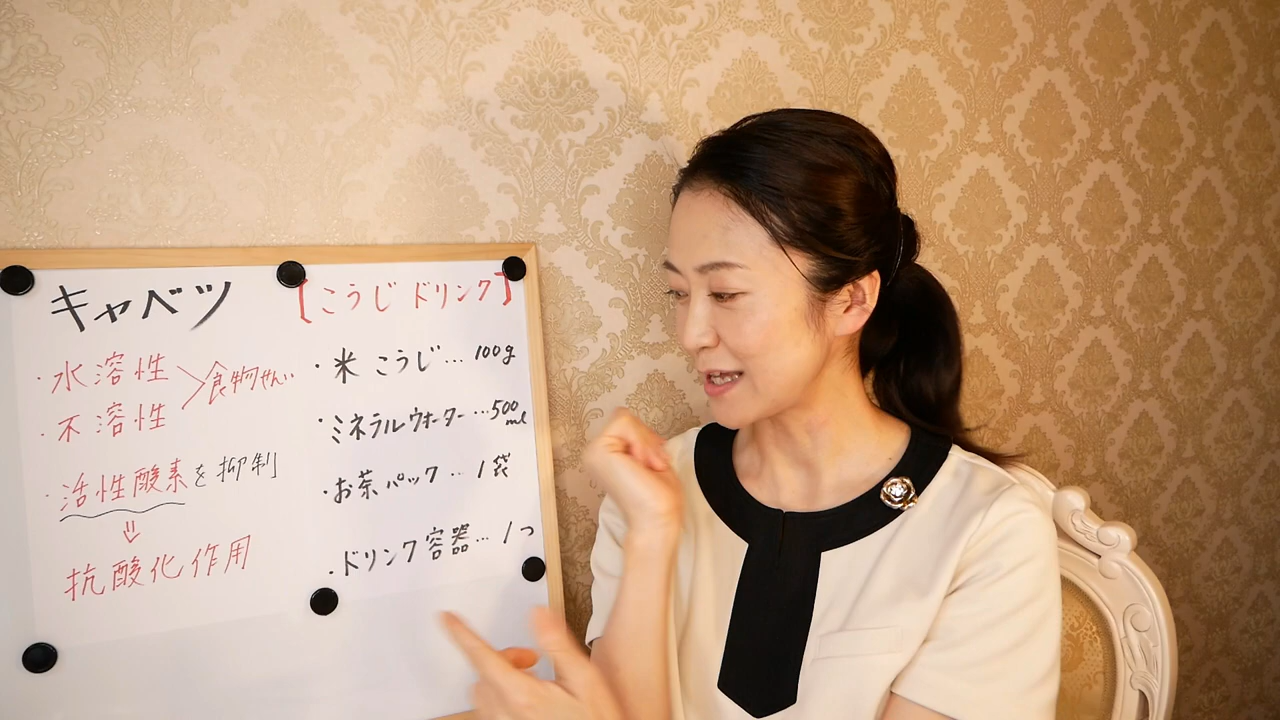 キャベツ
・水溶性
・不溶性
>食物せんい
・活性酸素を抑制
⇓
抗酸化作用
【こうじドリンク】
・米こうじ…100g
・ミネラルウォーター…500ml
・お茶パック…1袋
・ドリンク容器…1つ